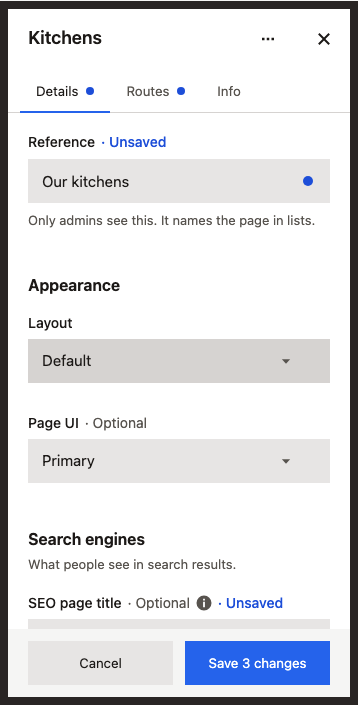 Kitchens
Details
Routes
Info
Reference · Unsaved
Our kitchens
Only admins see this. It names the page in lists.
Appearance
Layout
Default
Page UI · Optional
Primary
Search engines
What people see in search results.
SEO page title · Optional · Unsaved
Cancel
Save 3 changes